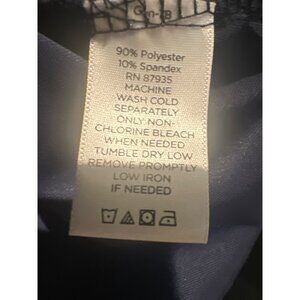 90% Polyester
10% Spandex
RN 87935
MACHINE
WASH COLD
SEPARATELY
ONLY NON-
CHLORINE BLEACH
WHEN NEEDED
TUMBLE DRY LOW
REMOVE PROMPTLY
LOW IRON
IF NEEDED